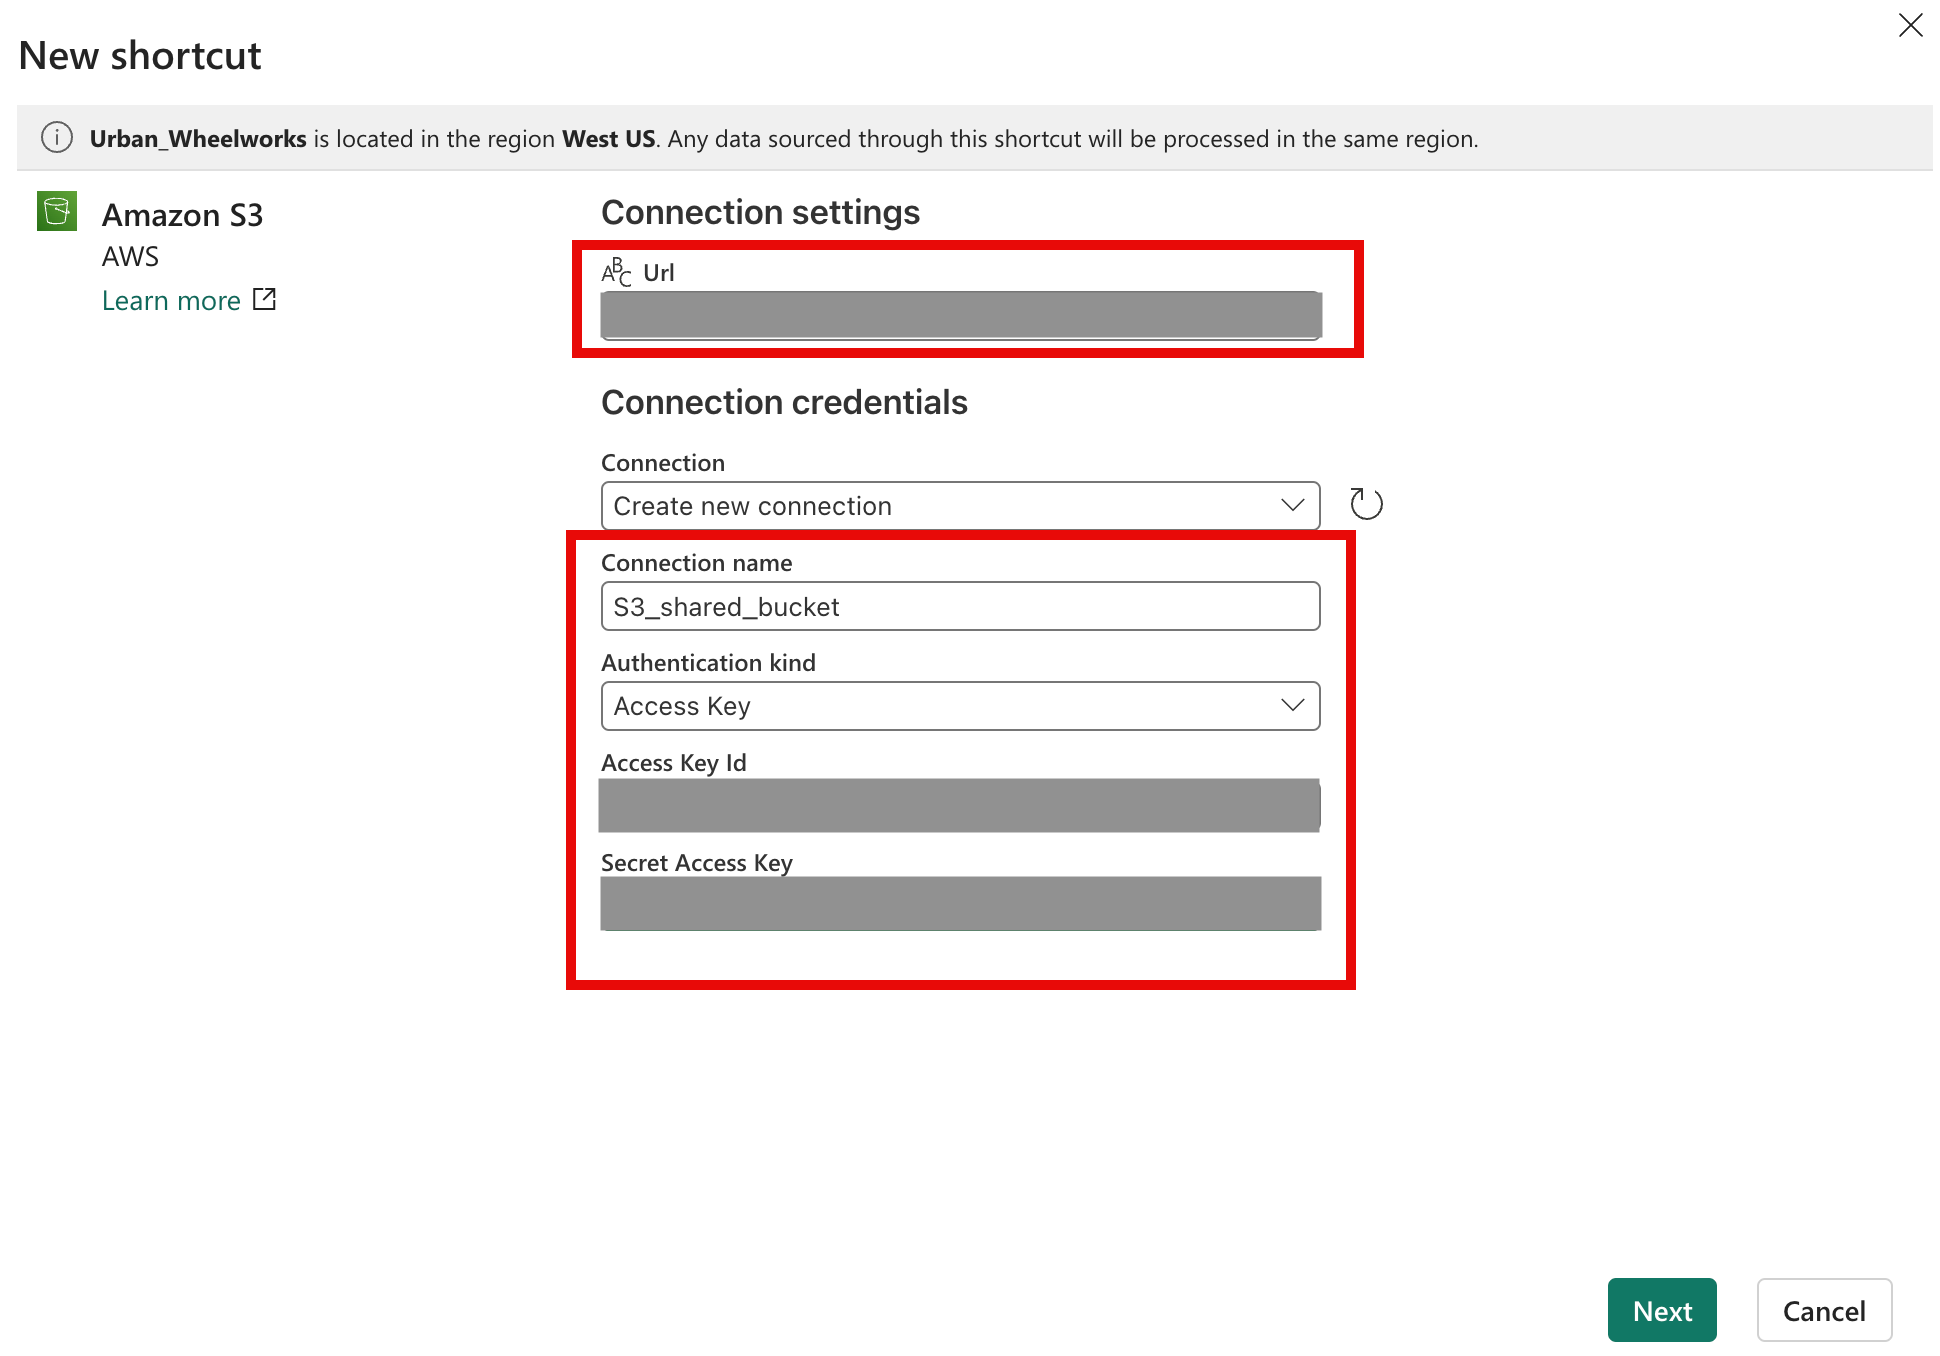 New shortcut
Urban_Wheelworks is located in the region West US. Any data sourced through this shortcut will be processed in the same region.
Amazon S3
AWS
Learn more
Connection settings
ABC Url
Connection credentials
Connection
Create new connection
Connection name
S3_shared_bucket
Authentication kind
Access Key
Access Key Id
Secret Access Key
Next
Cancel